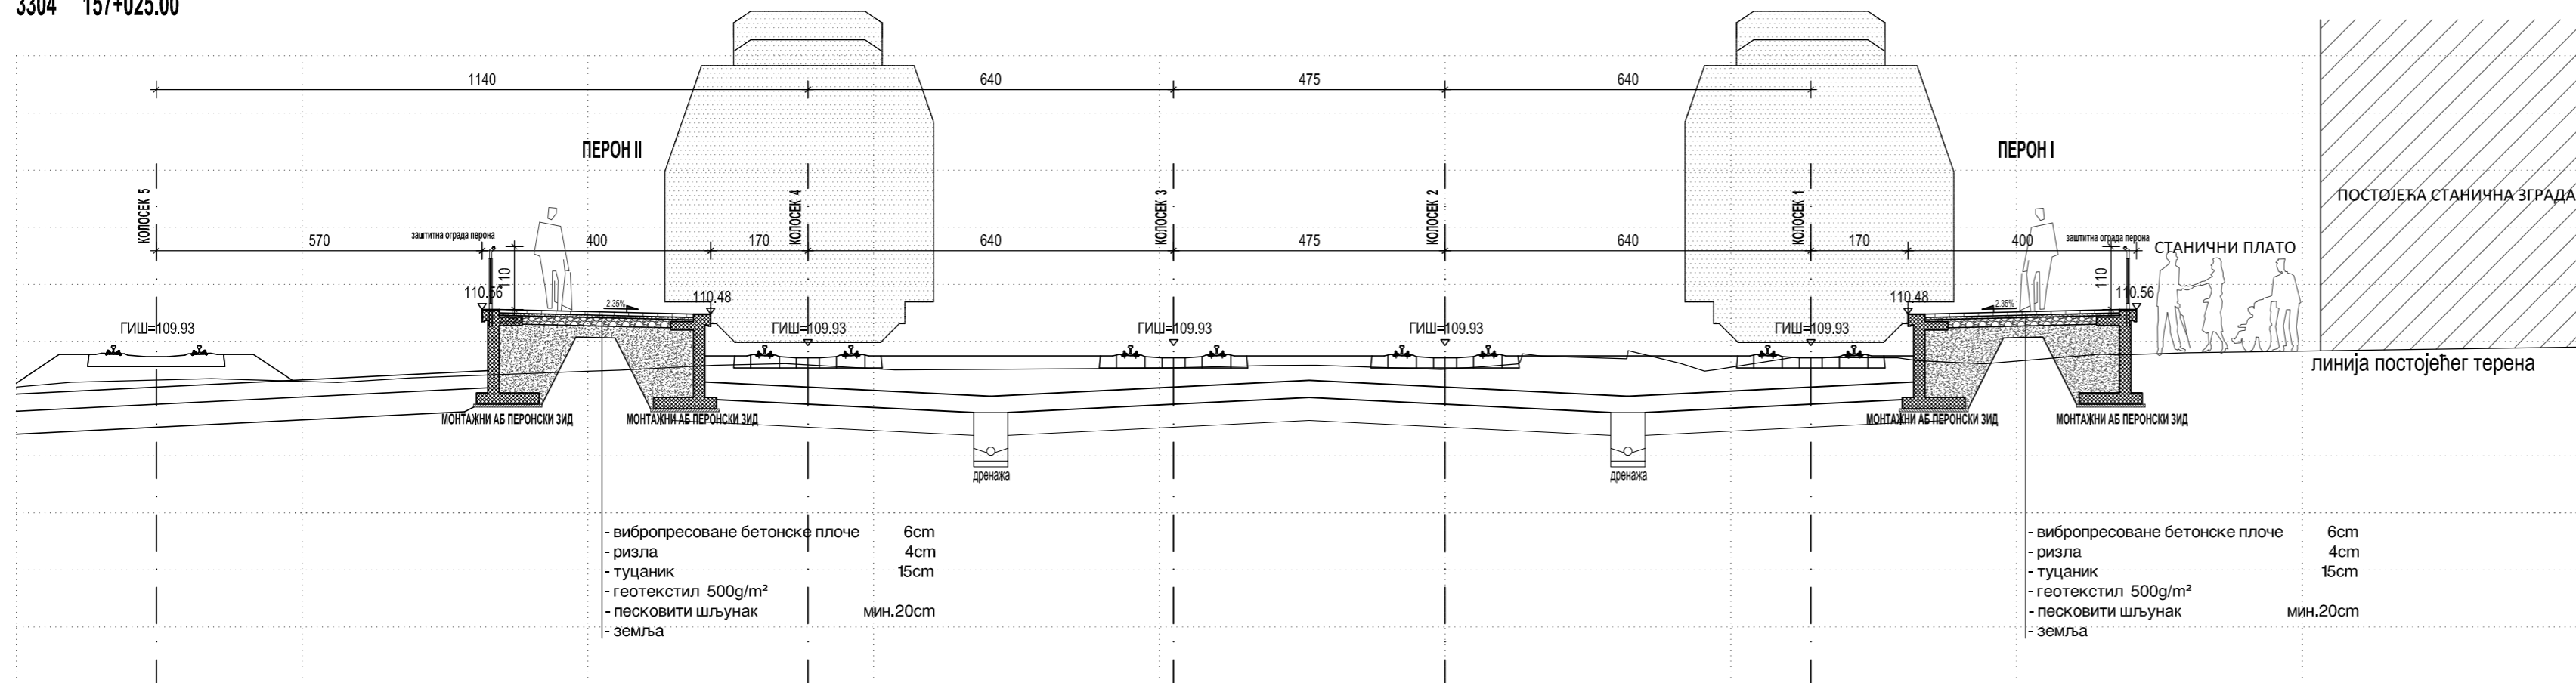 3304 157+025.00
1140 640 475 640
ПЕРОН II ПЕРОН I
КОЛОСЕК 5 КОЛОСЕК 4 КОЛОСЕК 3 КОЛОСЕК 2 КОЛОСЕК 1
ПОСТОЈЕЋА СТАНИЧНА ЗГРАДА
570 заштитна ограда перона 400 170 640 475 640 170 заштитна ограда перона 400
СТАНИЧНИ ПЛАТО
110 110
110.56 2.35% 110.48 110.48 2.35% 110.56
ГИШ=109.93 ГИШ=109.93 ГИШ=109.93 ГИШ=109.93 ГИШ=109.93
линија постојећег терена
МОНТАЖНИ АБ ПЕРОНСКИ ЗИД МОНТАЖНИ АБ ПЕРОНСКИ ЗИД МОНТАЖНИ АБ ПЕРОНСКИ ЗИД МОНТАЖНИ АБ ПЕРОНСКИ ЗИД
дренажа дренажа
- вибропресоване бетонске плоче 6cm
- ризла 4cm
- туцаник 15cm
- геотекстил 500g/m²
- песковити шљунак мин.20cm
- земља
- вибропресоване бетонске плоче 6cm
- ризла 4cm
- туцаник 15cm
- геотекстил 500g/m²
- песковити шљунак мин.20cm
- земља